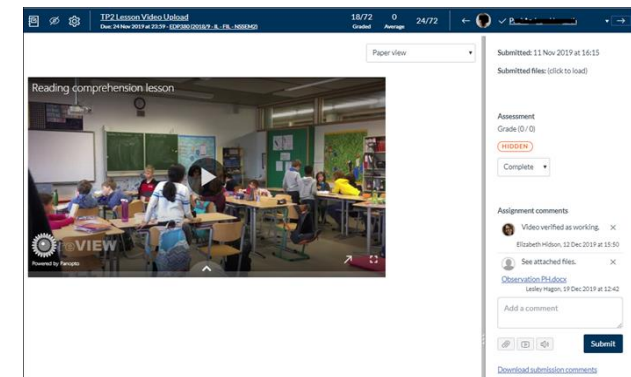 TP2 Lesson Video Upload
Due: 24 Nov 2019 at 23:59 - EDP380 (2018/9 - IL - FIL - NSSEM2)
18/72
Graded
0
Average
24/72
Paper view
Submitted: 11 Nov 2019 at 16:15
Submitted files: (click to load)
Reading comprehension lesson
Assessment
Grade (0 / 0)
HIDDEN
Complete
Assignment comments
Video verified as working.
Elizabeth Hidson, 12 Dec 2019 at 15:50
See attached files.
Observation PH.docx
Lesley Hagon, 19 Dec 2019 at 12:42
VIEW
Powered by Panopto
Add a comment
Submit
Download submission comments